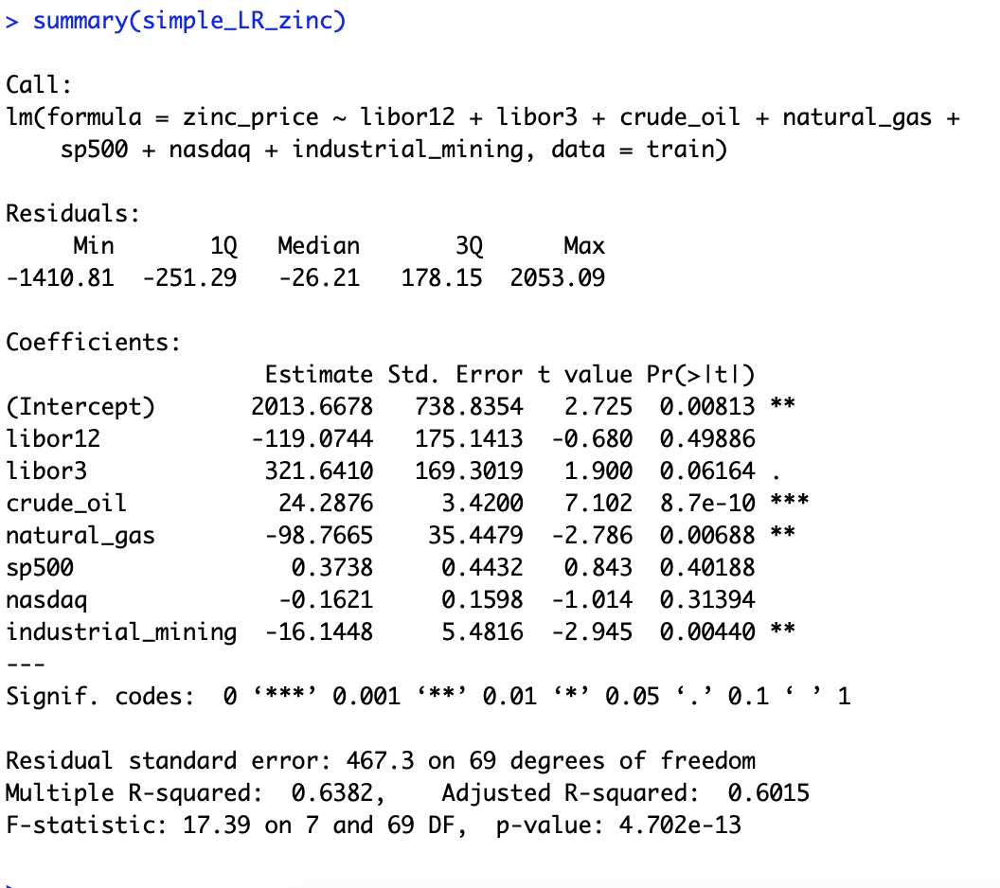 > summary(simple_LR_zinc)

Call:
lm(formula = zinc_price ~ libor12 + libor3 + crude_oil + natural_gas +
    sp500 + nasdaq + industrial_mining, data = train)

Residuals:
     Min       1Q   Median       3Q      Max
-1410.81  -251.29   -26.21   178.15  2053.09

Coefficients:
                   Estimate Std. Error t value Pr(>|t|)
(Intercept)       2013.6678   738.8354   2.725  0.00813 **
libor12           -119.0744   175.1413  -0.680  0.49886
libor3             321.6410   169.3019   1.900  0.06164 .
crude_oil           24.2876     3.4200   7.102  8.7e-10 ***
natural_gas        -98.7665    35.4479  -2.786  0.00688 **
sp500                0.3738     0.4432   0.843  0.40188
nasdaq              -0.1621     0.1598  -1.014  0.31394
industrial_mining  -16.1448     5.4816  -2.945  0.00440 **
---
Signif. codes:  0 ‘***’ 0.001 ‘**’ 0.01 ‘*’ 0.05 ‘.’ 0.1 ‘ ’ 1

Residual standard error: 467.3 on 69 degrees of freedom
Multiple R-squared:  0.6382,    Adjusted R-squared:  0.6015
F-statistic: 17.39 on 7 and 69 DF,  p-value: 4.702e-13